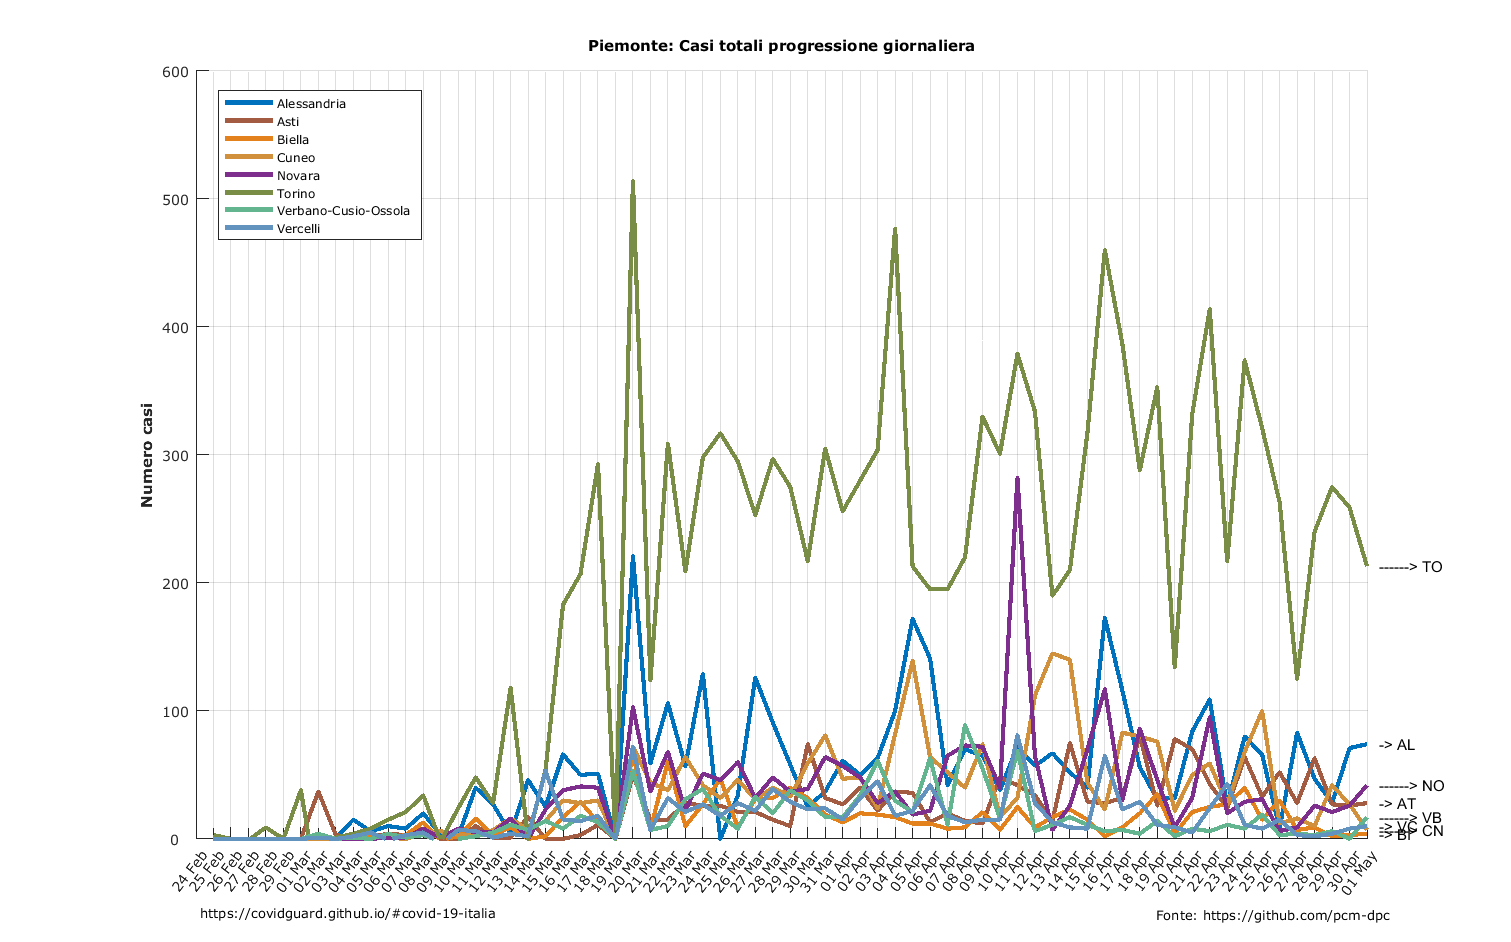 Piemonte: Casi totali progressione giornaliera
600
500
400
300
200
100
0
Numero casi
Alessandria
Asti
Biella
Cuneo
Novara
Torino
Verbano-Cusio-Ossola
Vercelli
------> TO
-> AL
------> NO
-> AT
------> VB
-> VC
------> CN
-> BI
24 Feb
25 Feb
26 Feb
27 Feb
28 Feb
29 Feb
01 Mar
02 Mar
03 Mar
04 Mar
05 Mar
06 Mar
07 Mar
08 Mar
09 Mar
10 Mar
11 Mar
12 Mar
13 Mar
14 Mar
15 Mar
16 Mar
17 Mar
18 Mar
19 Mar
20 Mar
21 Mar
22 Mar
23 Mar
24 Mar
25 Mar
26 Mar
27 Mar
28 Mar
29 Mar
30 Mar
31 Mar
01 Apr
02 Apr
03 Apr
04 Apr
05 Apr
06 Apr
07 Apr
08 Apr
09 Apr
10 Apr
11 Apr
12 Apr
13 Apr
14 Apr
15 Apr
16 Apr
17 Apr
18 Apr
19 Apr
20 Apr
21 Apr
22 Apr
23 Apr
24 Apr
25 Apr
26 Apr
27 Apr
28 Apr
29 Apr
30 Apr
01 May
https://covidguard.github.io/#covid-19-italia
Fonte: https://github.com/pcm-dpc